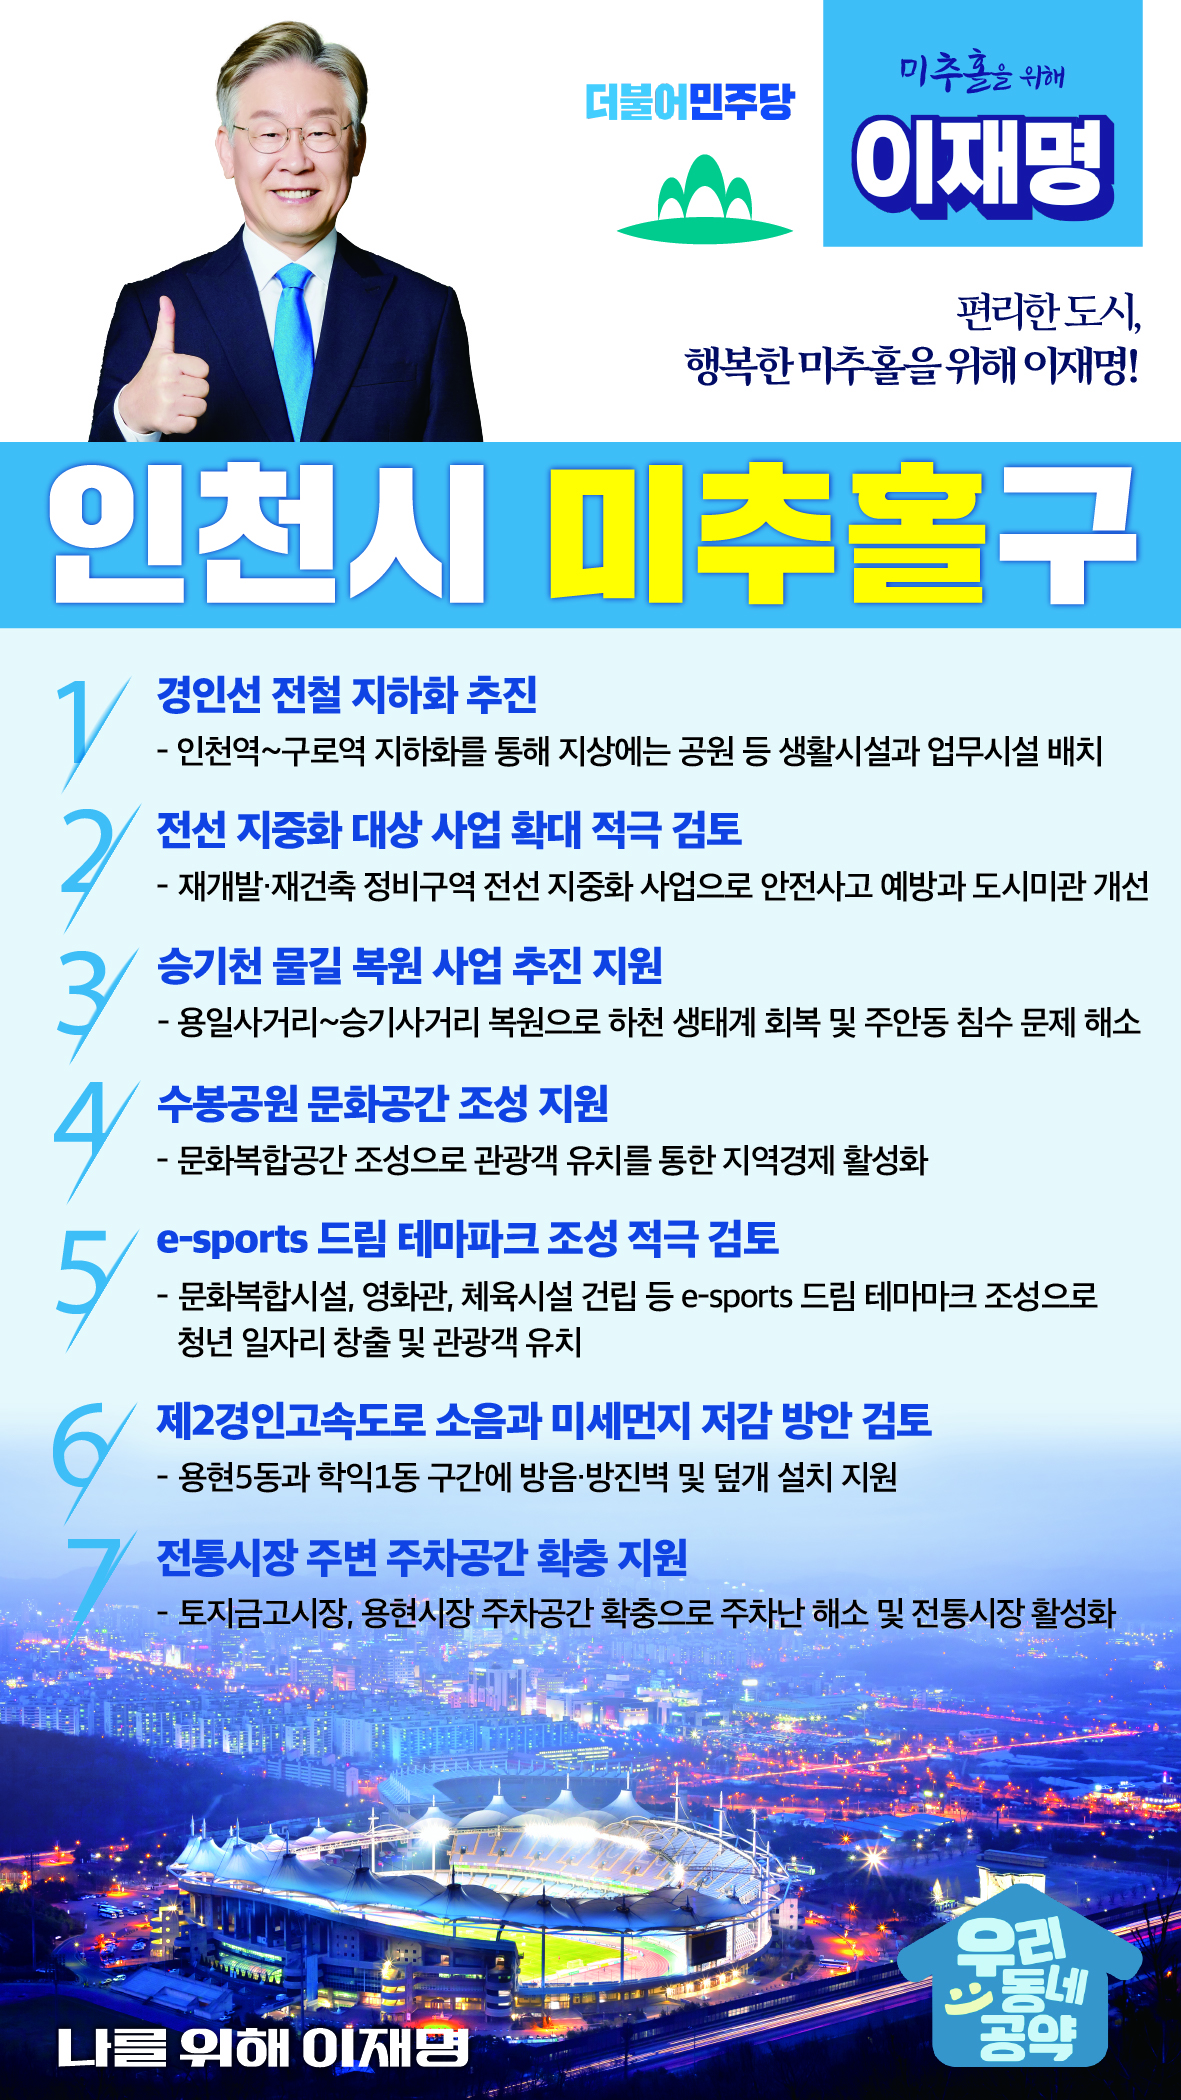 더불어민주당
미추홀을 위해
이재명
편리한 도시,
행복한 미추홀을 위해 이재명!
인천시 미추홀구
1 경인선 전철 지하화 추진
- 인천역~구로역 지하화를 통해 지상에는 공원 등 생활시설과 업무시설 배치
2 전선 지중화 대상 사업 확대 적극 검토
- 재개발·재건축 정비구역 전선 지중화 사업으로 안전사고 예방과 도시미관 개선
3 승기천 물길 복원 사업 추진 지원
- 용일사거리~승기사거리 복원으로 하천 생태계 회복 및 주안동 침수 문제 해소
4 수봉공원 문화공간 조성 지원
- 문화복합공간 조성으로 관광객 유치를 통한 지역경제 활성화
5 e-sports 드림 테마파크 조성 적극 검토
- 문화복합시설, 영화관, 체육시설 건립 등 e-sports 드림 테마마크 조성으로
청년 일자리 창출 및 관광객 유치
6 제2경인고속도로 소음과 미세먼지 저감 방안 검토
- 용현5동과 학익1동 구간에 방음·방진벽 및 덮개 설치 지원
7 전통시장 주변 주차공간 확충 지원
- 토지금고시장, 용현시장 주차공간 확충으로 주차난 해소 및 전통시장 활성화
우리
동네
공약
나를 위해 이재명